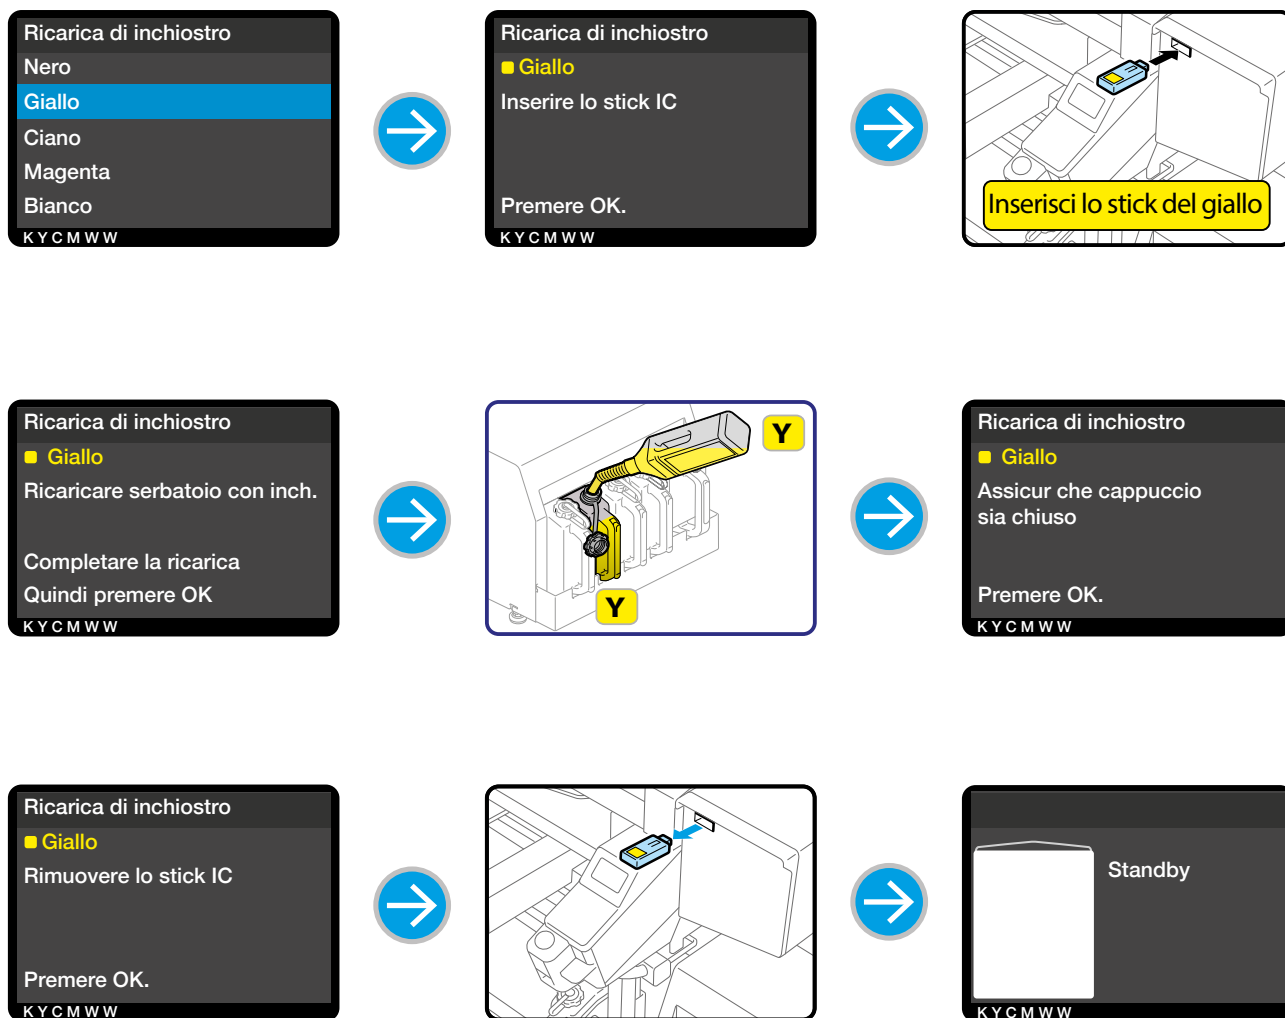 Ricarica di inchiostro
Nero
Giallo
Ciano
Magenta
Bianco
K Y C M W W
Ricarica di inchiostro
Giallo
Inserire lo stick IC
Premere OK.
K Y C M W W
Inserisci lo stick del giallo
Ricarica di inchiostro
Giallo
Ricaricare serbatoio con inch.
Completare la ricarica
Quindi premere OK
K Y C M W W
Y
Y
Ricarica di inchiostro
Giallo
Assicur che cappuccio
sia chiuso
Premere OK.
K Y C M W W
Ricarica di inchiostro
Giallo
Rimuovere lo stick IC
Premere OK.
K Y C M W W
Standby
K Y C M W W